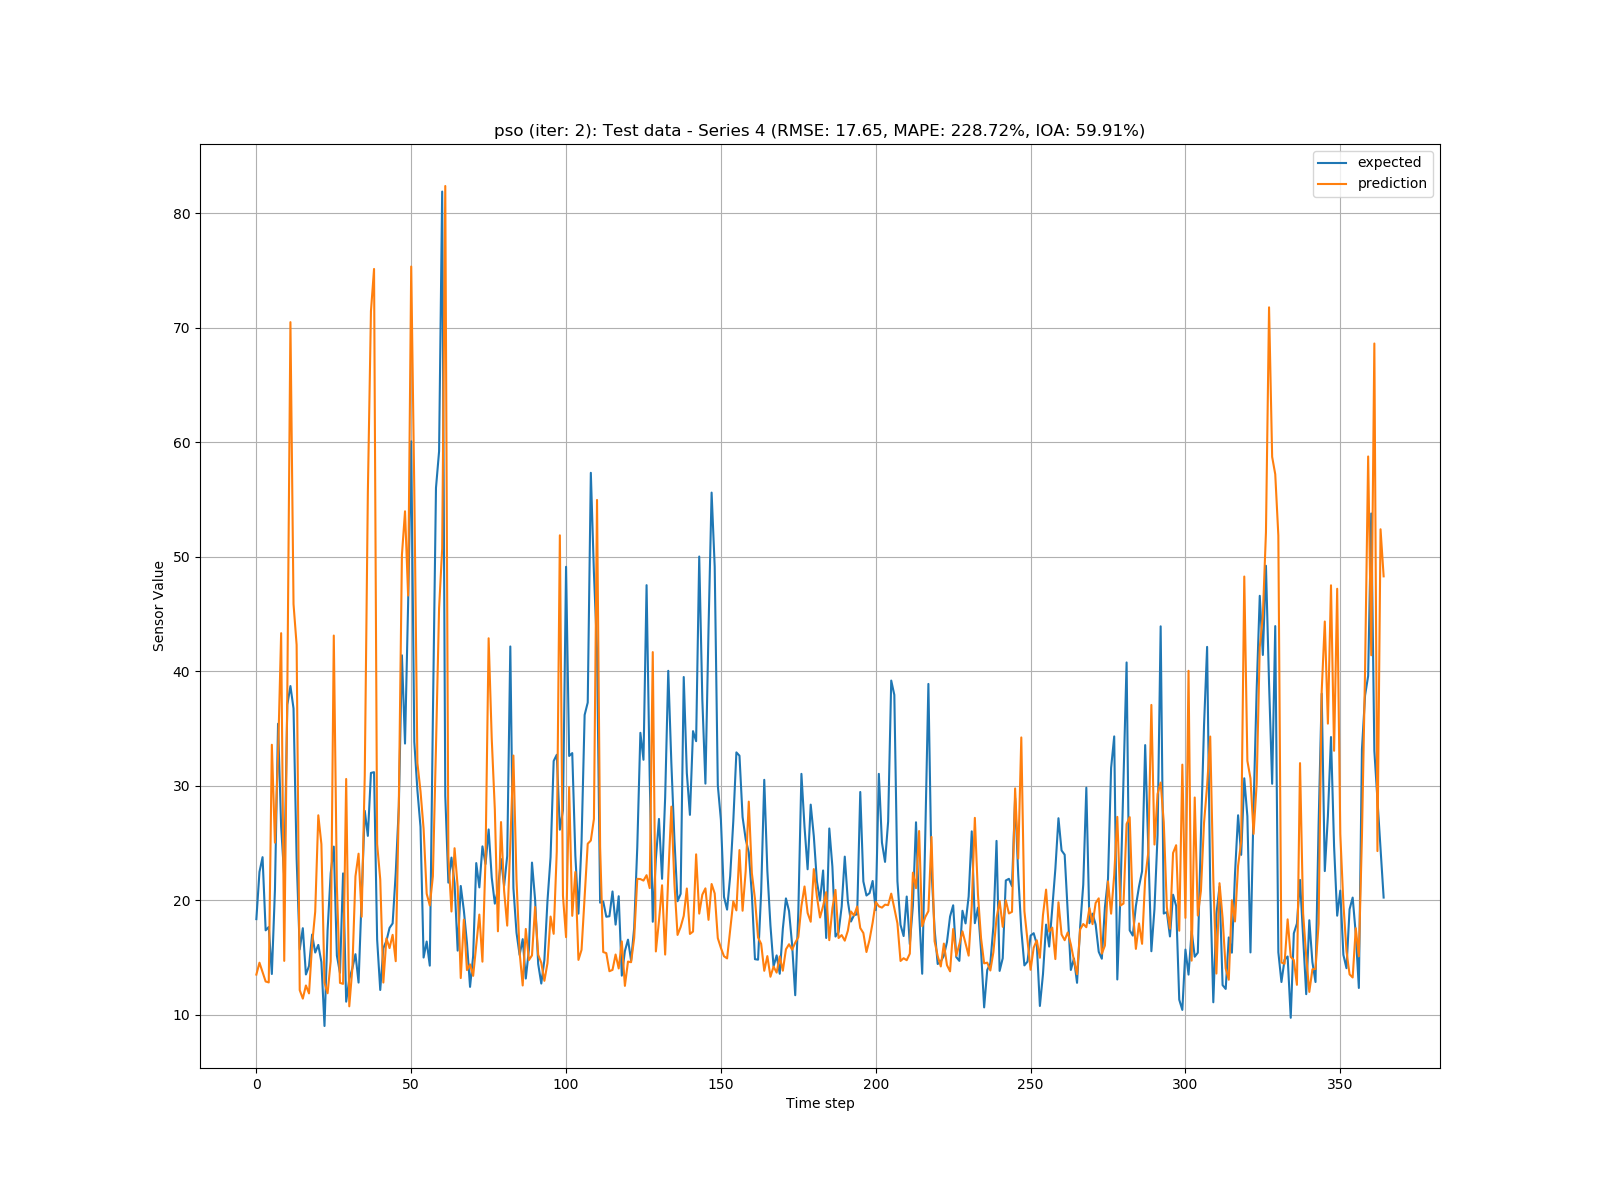 pso (iter: 2): Test data - Series 4 (RMSE: 17.65, MAPE: 228.72%, IOA: 59.91%)
expected
prediction
80
70
60
50
40
30
20
10
Sensor Value
0 50 100 150 200 250 300 350
Time step